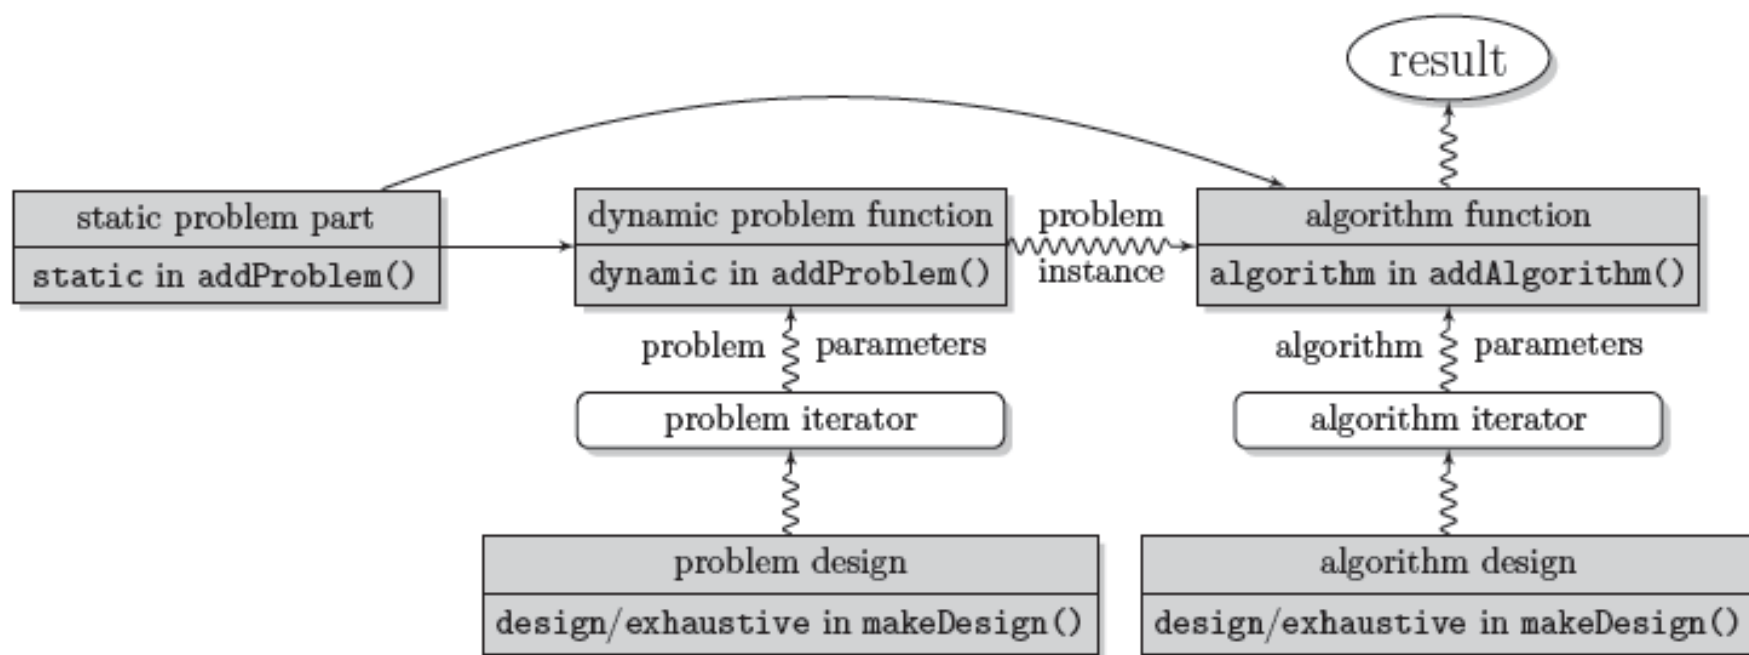 result
static problem part
static in addProblem()
dynamic problem function
dynamic in addProblem()
problem
instance
algorithm function
algorithm in addAlgorithm()
problem parameters
algorithm parameters
problem iterator
algorithm iterator
problem design
design/exhaustive in makeDesign()
algorithm design
design/exhaustive in makeDesign()